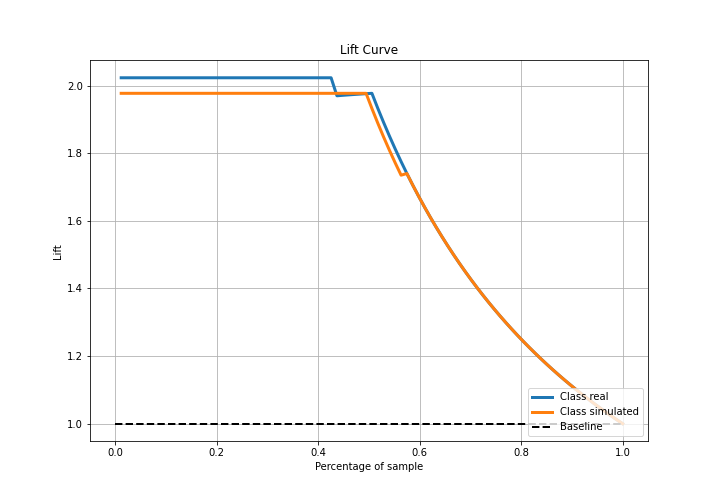 Lift Curve
Lift
2.0
1.8
1.6
1.4
1.2
1.0
0.0
0.2
0.4
0.6
0.8
1.0
Percentage of sample
Class real
Class simulated
Baseline